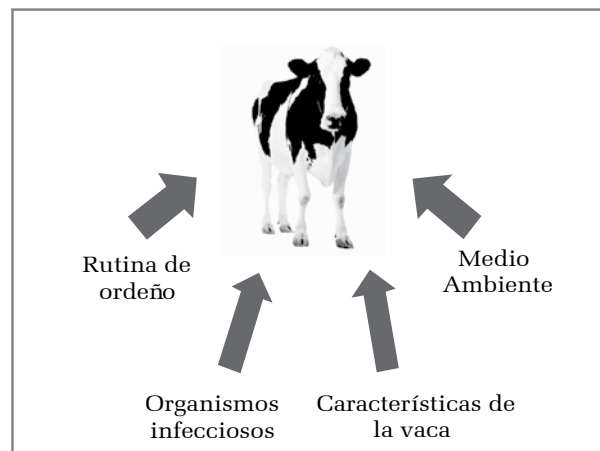 Rutina de
ordeño
Medio
Ambiente
Organismos
infecciosos
Características de
la vaca